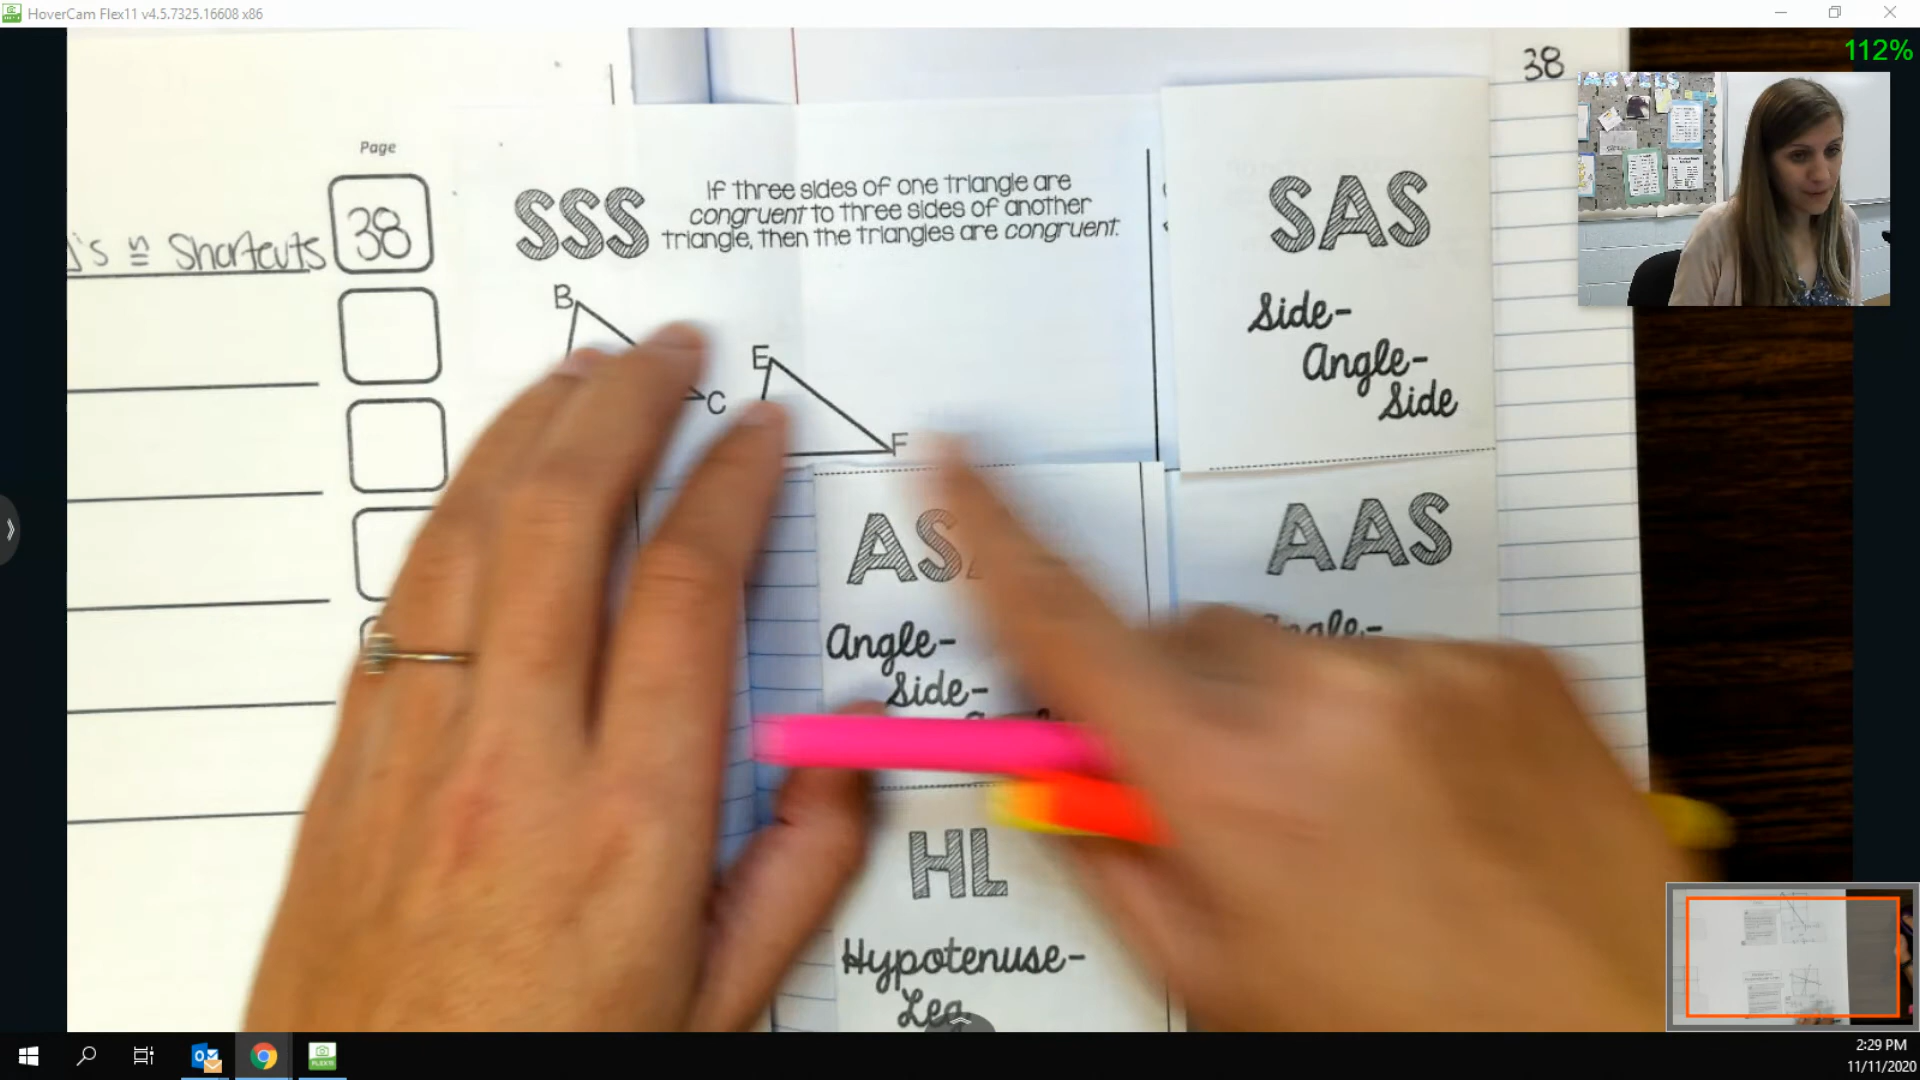 HoverCam Flex11 v4.5.7325.16608 x86
112%
38
Page
38
's ≅ Shortcuts
SSS
If three sides of one triangle are
congruent to three sides of another
triangle, then the triangles are congruent.
B
C
E
F
SAS
Side-
Angle-
Side
AS
Angle-
Side-
AAS
Angle-
HL
Hypotenuse-
Leg
2:29 PM
11/11/2020